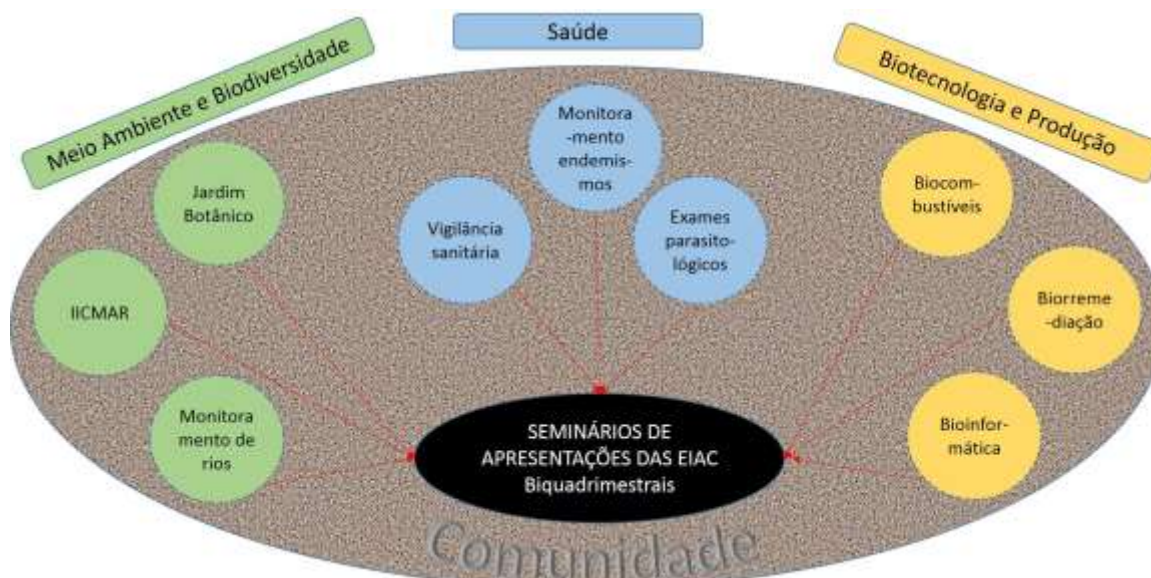 Saúde
Meio Ambiente e Biodiversidade
Biotecnologia e Produção
Monitora
-mento
endemis-
mos
Jardim
Botânico
Vigilância
sanitária
Exames
parasito-
lógicos
Biocom-
bustíveis
IICMAR
Biorreme
-diação
Monitora
mento de
rios
Bioinfor-
mática
SEMINÁRIOS DE
APRESENTAÇÕES DAS EIAC
Biquadrimestrais
Comunidade